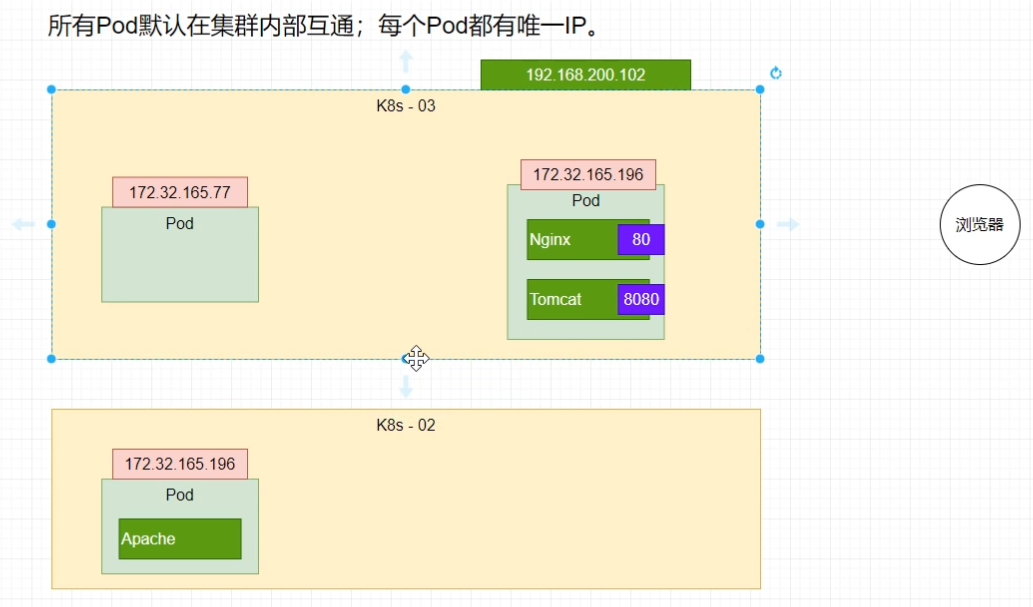 所有Pod默认在集群内部互通；每个Pod都有唯一IP。
192.168.200.102
K8s - 03
172.32.165.77
Pod
172.32.165.196
Pod
Nginx 80
Tomcat 8080
浏览器
K8s - 02
172.32.165.196
Pod
Apache